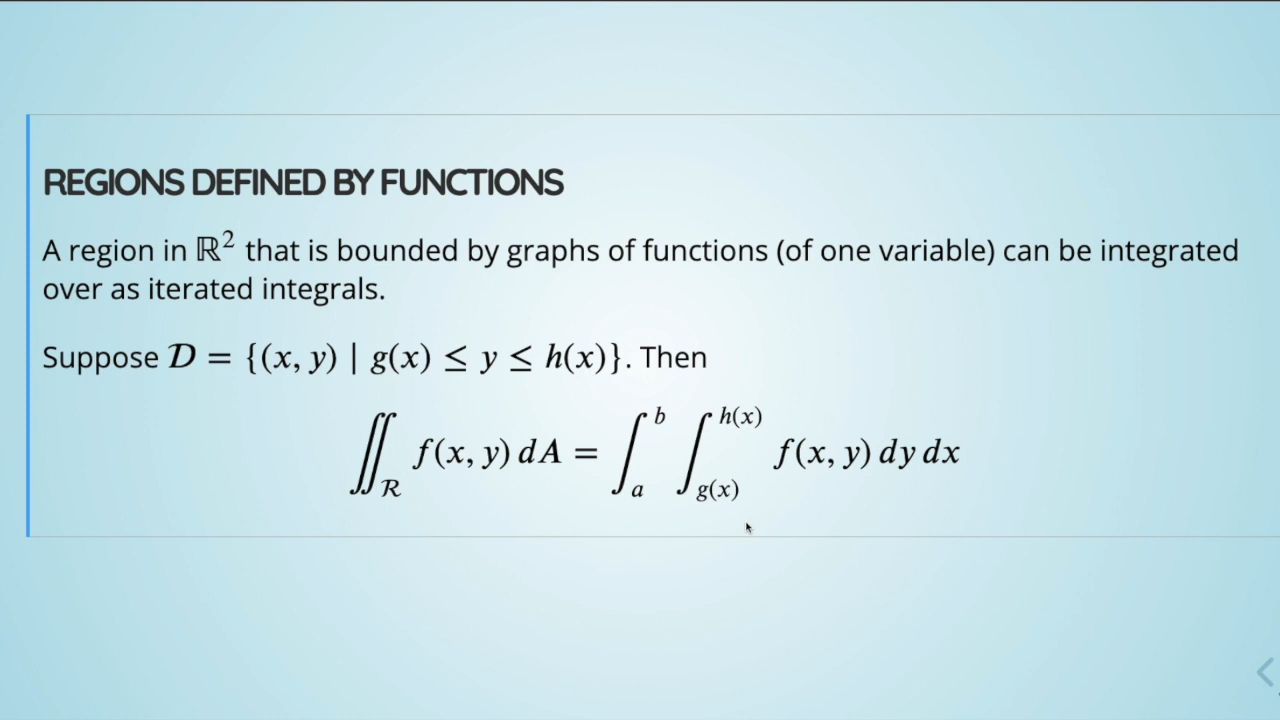 REGIONS DEFINED BY FUNCTIONS
A region in ℝ² that is bounded by graphs of functions (of one variable) can be integrated
over as iterated integrals.
Suppose 𝒟 = {(x, y) | g(x) ≤ y ≤ h(x)}. Then
∬_ℛ f(x, y) dA = ∫_a^b ∫_{g(x)}^{h(x)} f(x, y) dy dx